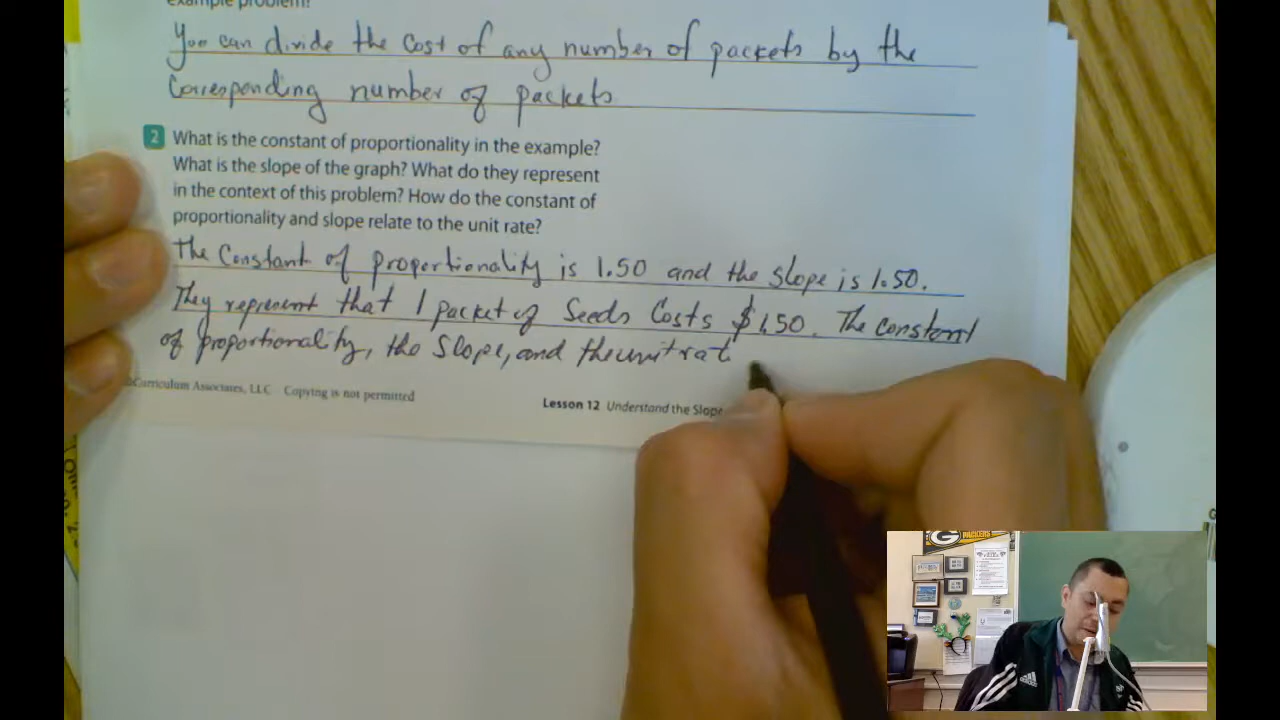 example problem?
You can divide the cost of any number of packets by the
corresponding number of packets
2 What is the constant of proportionality in the example?
What is the slope of the graph? What do they represent
in the context of this problem? How do the constant of
proportionality and slope relate to the unit rate?
The Constant of proportionality is 1.50 and the slope is 1.50.
They represent that 1 packet of Seeds Costs $1.50. The constant
of proportionality, the slope, and the unit rat
©Curriculum Associates, LLC Copying is not permitted
Lesson 12 Understand the Slope
G
PACKERS